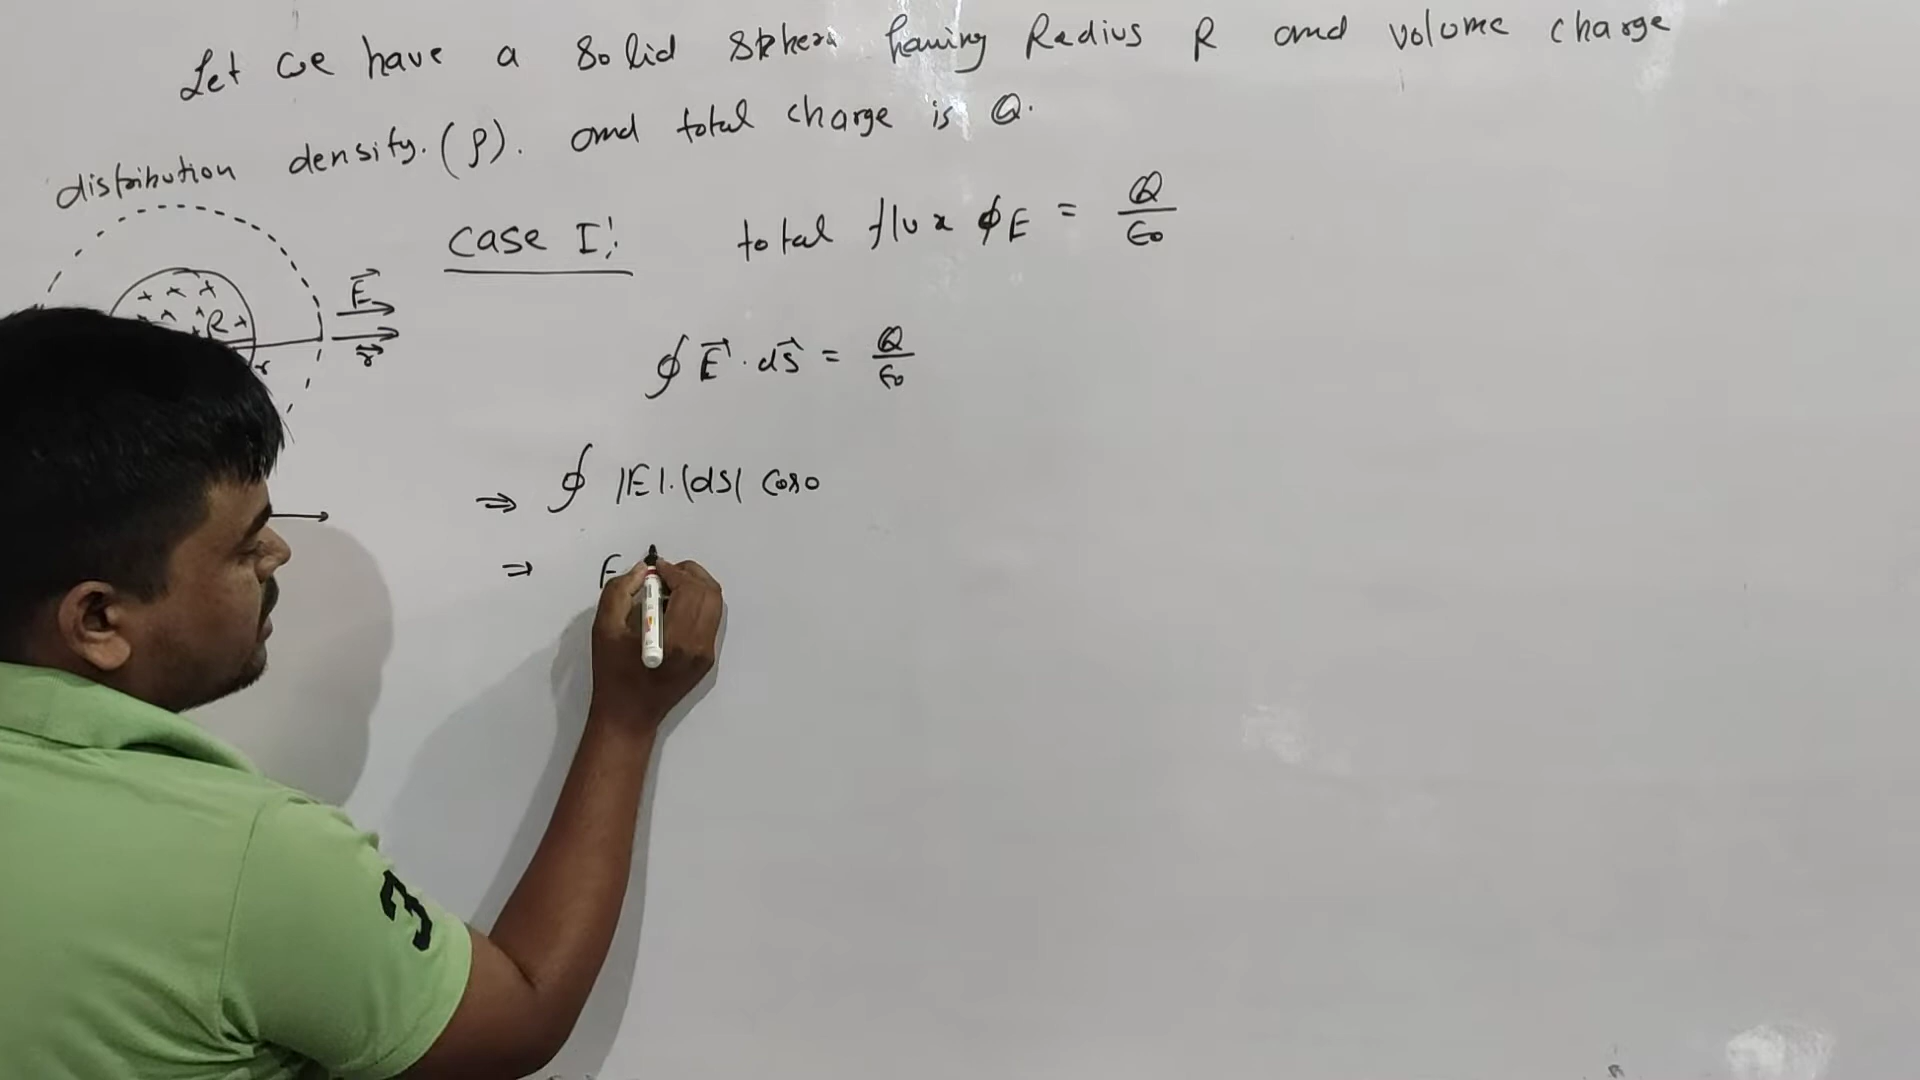 Let we have a Solid Sphere having Radius R and volume charge
distribution density. (ρ). and total charge is Q.
Case I: total flux ϕE = Q/ϵ₀
E⃗
R
r⃗
r
∮ E⃗ · dS⃗ = Q/ϵ₀
⇒ ∮ |E|.|dS| Cos0
⇒ E
3